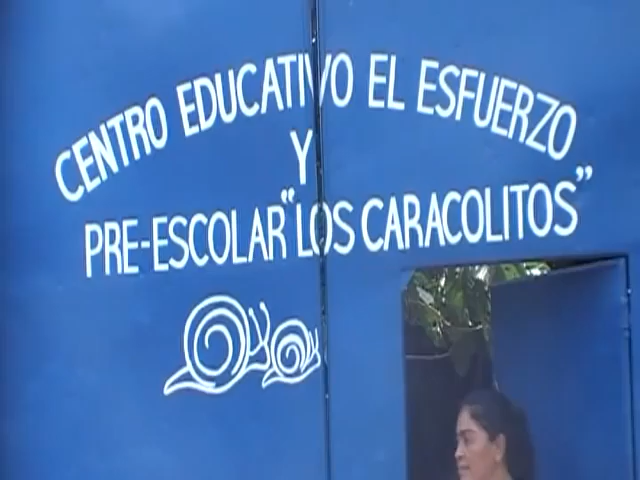 CENTRO EDUCATIVO EL ESFUERZO
Y
PRE-ESCOLAR "LOS CARACOLITOS"